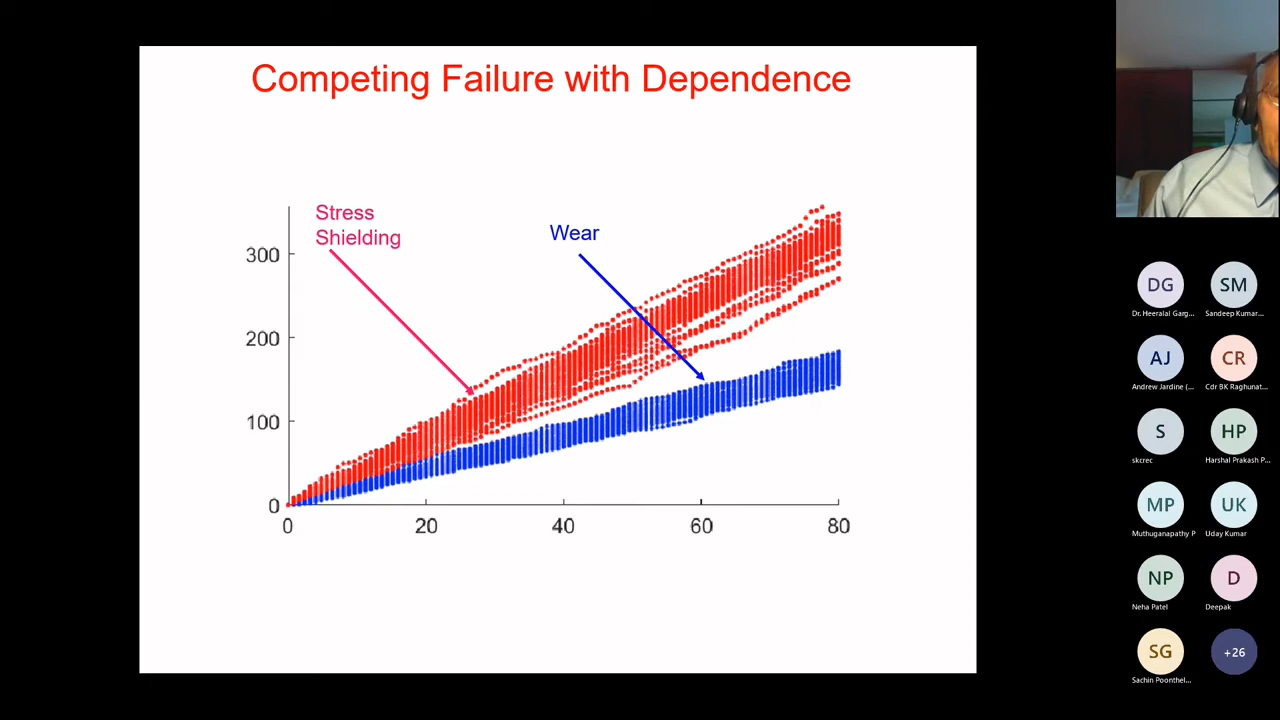 Competing Failure with Dependence
Stress
Shielding
Wear
300
200
100
0
0 20 40 60 80
DG SM
Dr. Heeralal Garg... Sandeep Kumar...
AJ CR
Andrew Jardine (... Cdr BK Raghunat...
S HP
skcrec Harshal Prakash P...
MP UK
Muthuganapathy P Uday Kumar
NP D
Neha Patel Deepak
SG +26
Sachin Poonthel...